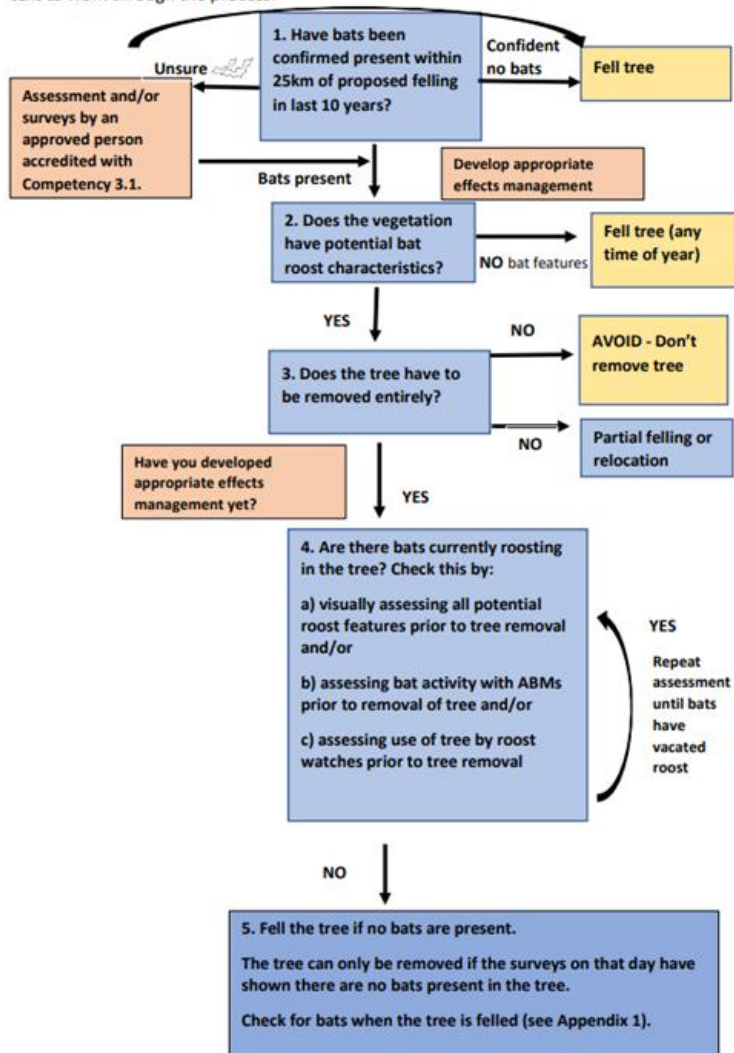 1. Have bats been
confirmed present within
25km of proposed felling
in last 10 years?
Unsure
Confident
no bats
Fell tree
Assessment and/or
surveys by an
approved person
accredited with
Competency 3.1.
Bats present
Develop appropriate
effects management
2. Does the vegetation
have potential bat
roost characteristics?
NO bat features
Fell tree (any
time of year)
YES
3. Does the tree have to
be removed entirely?
NO
AVOID - Don't
remove tree
NO
Partial felling or
relocation
Have you developed
appropriate effects
management yet?
YES
4. Are there bats currently roosting
in the tree? Check this by:
a) visually assessing all potential
roost features prior to tree removal
and/or
b) assessing bat activity with ABMs
prior to removal of tree and/or
c) assessing use of tree by roost
watches prior to tree removal
YES
Repeat
assessment
until bats
have
vacated
roost
NO
5. Fell the tree if no bats are present.
The tree can only be removed if the surveys on that day have
shown there are no bats present in the tree.
Check for bats when the tree is felled (see Appendix 1).